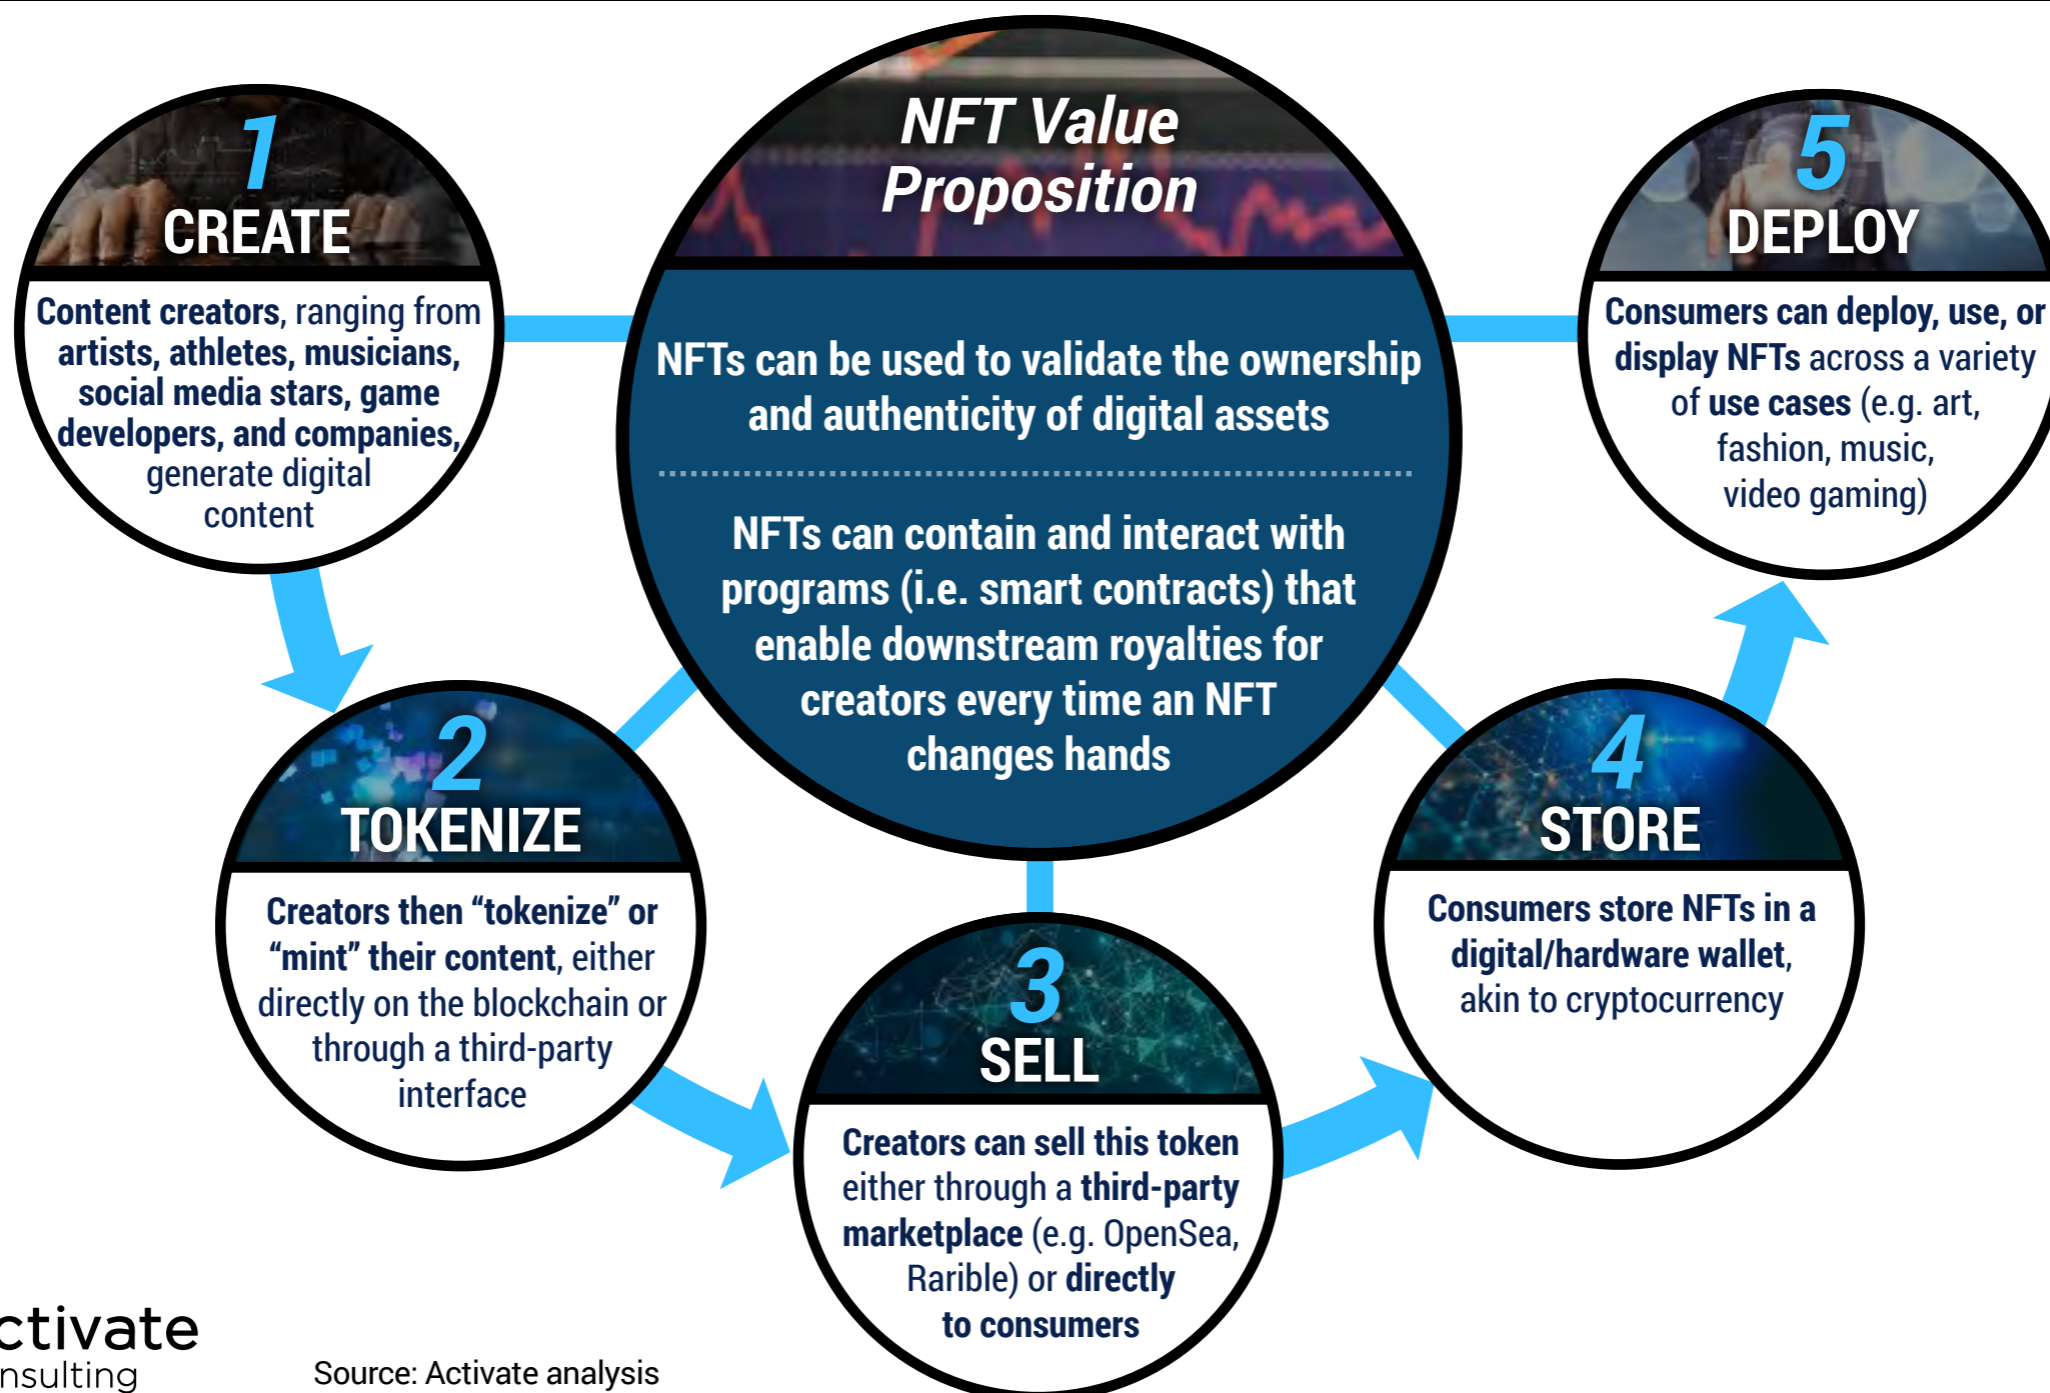 NFT Value
Proposition
NFTs can be used to validate the ownership
and authenticity of digital assets
NFTs can contain and interact with
programs (i.e. smart contracts) that
enable downstream royalties for
creators every time an NFT
changes hands
1
CREATE
Content creators, ranging from
artists, athletes, musicians,
social media stars, game
developers, and companies,
generate digital
content
2
TOKENIZE
Creators then “tokenize” or
“mint” their content, either
directly on the blockchain or
through a third-party
interface
3
SELL
Creators can sell this token
either through a third-party
marketplace (e.g. OpenSea,
Rarible) or directly
to consumers
4
STORE
Consumers store NFTs in a
digital/hardware wallet,
akin to cryptocurrency
5
DEPLOY
Consumers can deploy, use, or
display NFTs across a variety
of use cases (e.g. art,
fashion, music,
video gaming)
ctivate
nsulting
Source: Activate analysis